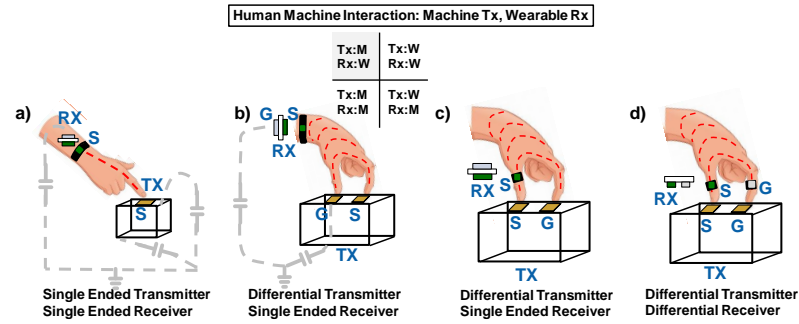 Human Machine Interaction: Machine Tx, Wearable Rx
Tx:M Tx:W
Rx:W Rx:W
Tx:M Tx:W
Rx:M Rx:M
a)
RX
S
TX
S
b)
G S
RX
G S
TX
c)
RX S
S G
TX
d)
RX S G
S G
TX
Single Ended Transmitter
Single Ended Receiver
Differential Transmitter
Single Ended Receiver
Differential Transmitter
Single Ended Receiver
Differential Transmitter
Differential Receiver